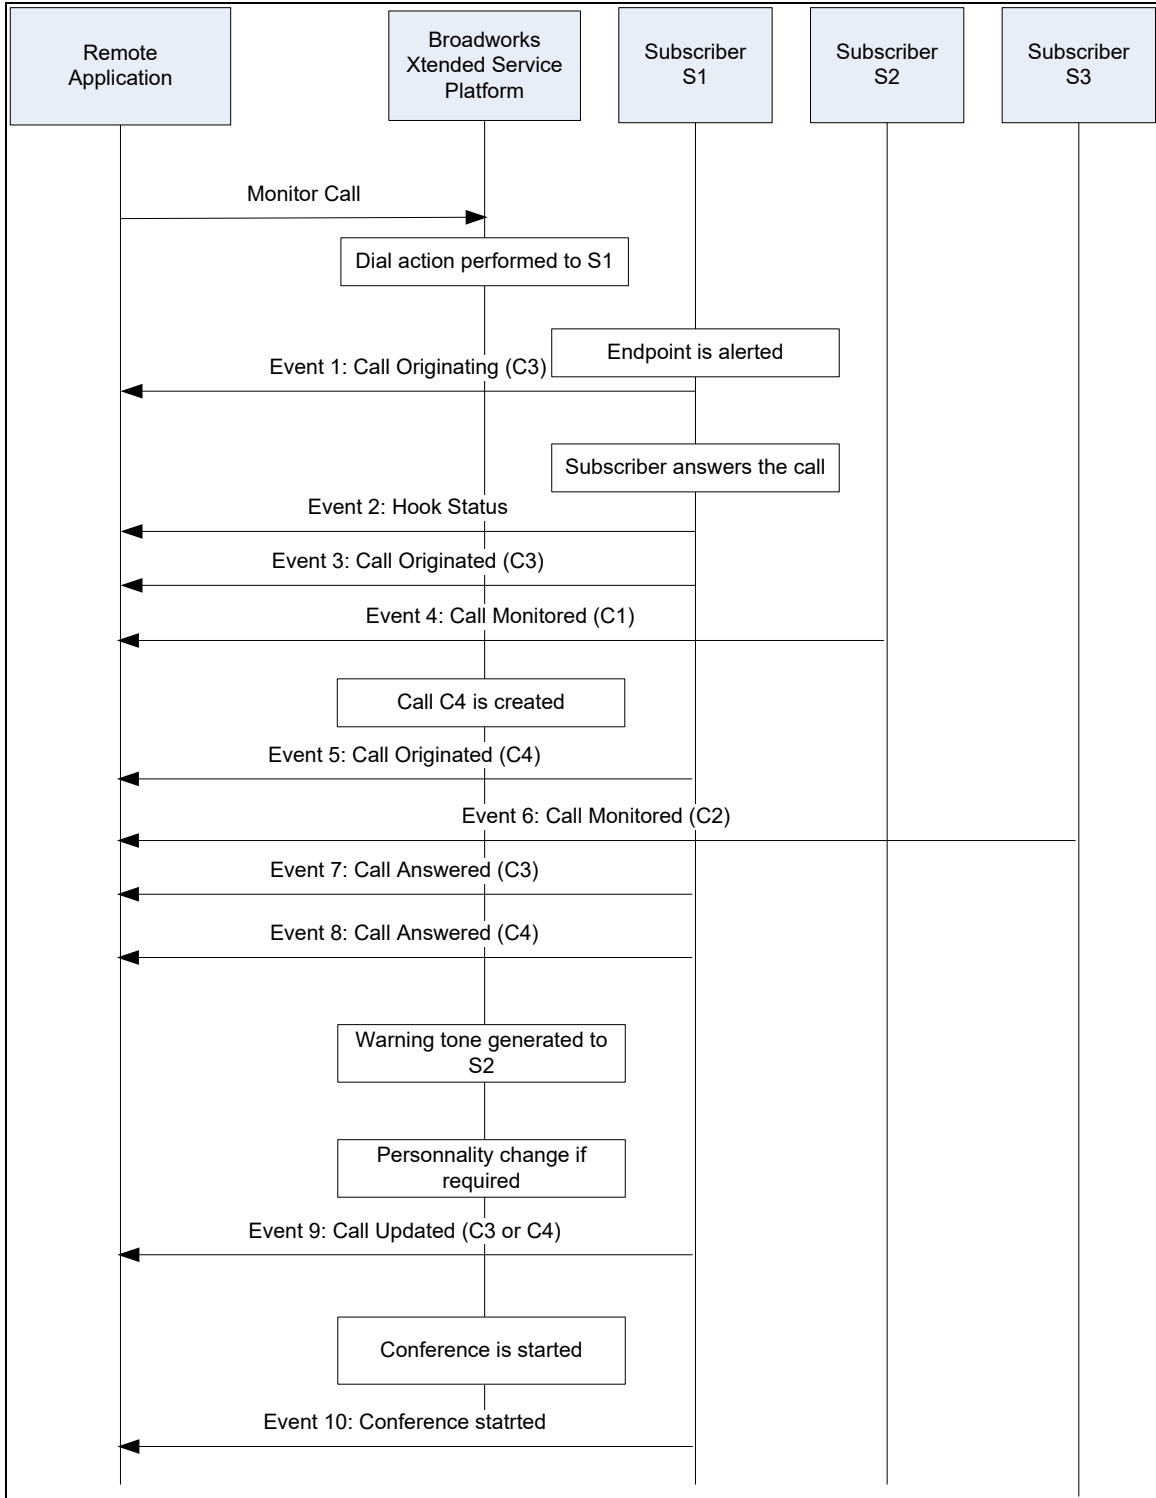 Remote
Application
Broadworks
Xtended Service
Platform
Subscriber
S1
Subscriber
S2
Subscriber
S3
Monitor Call
Dial action performed to S1
Endpoint is alerted
Event 1: Call Originating (C3)
Subscriber answers the call
Event 2: Hook Status
Event 3: Call Originated (C3)
Event 4: Call Monitored (C1)
Call C4 is created
Event 5: Call Originated (C4)
Event 6: Call Monitored (C2)
Event 7: Call Answered (C3)
Event 8: Call Answered (C4)
Warning tone generated to
S2
Personnality change if
required
Event 9: Call Updated (C3 or C4)
Conference is started
Event 10: Conference statrted